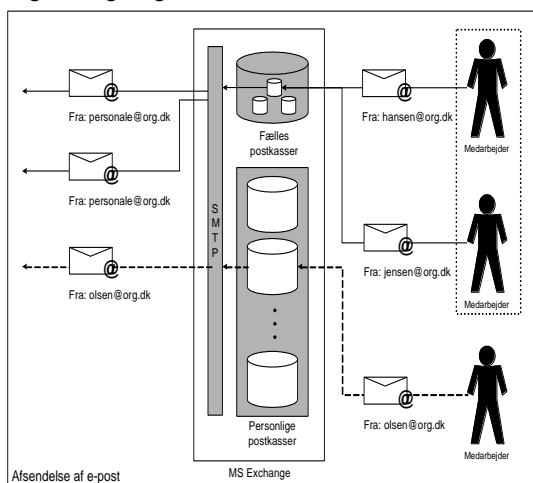 Fra: personale@org.dk
Fra: personale@org.dk
Fra: olsen@org.dk
S
M
T
P
Fælles
postkasser
Personlige
postkasser
MS Exchange
Fra: hansen@org.dk
Medarbejder
Fra: jensen@org.dk
Medarbejder
Fra: olsen@org.dk
Medarbejder
@
@
@
@
@
@
Afsendelse af e-post